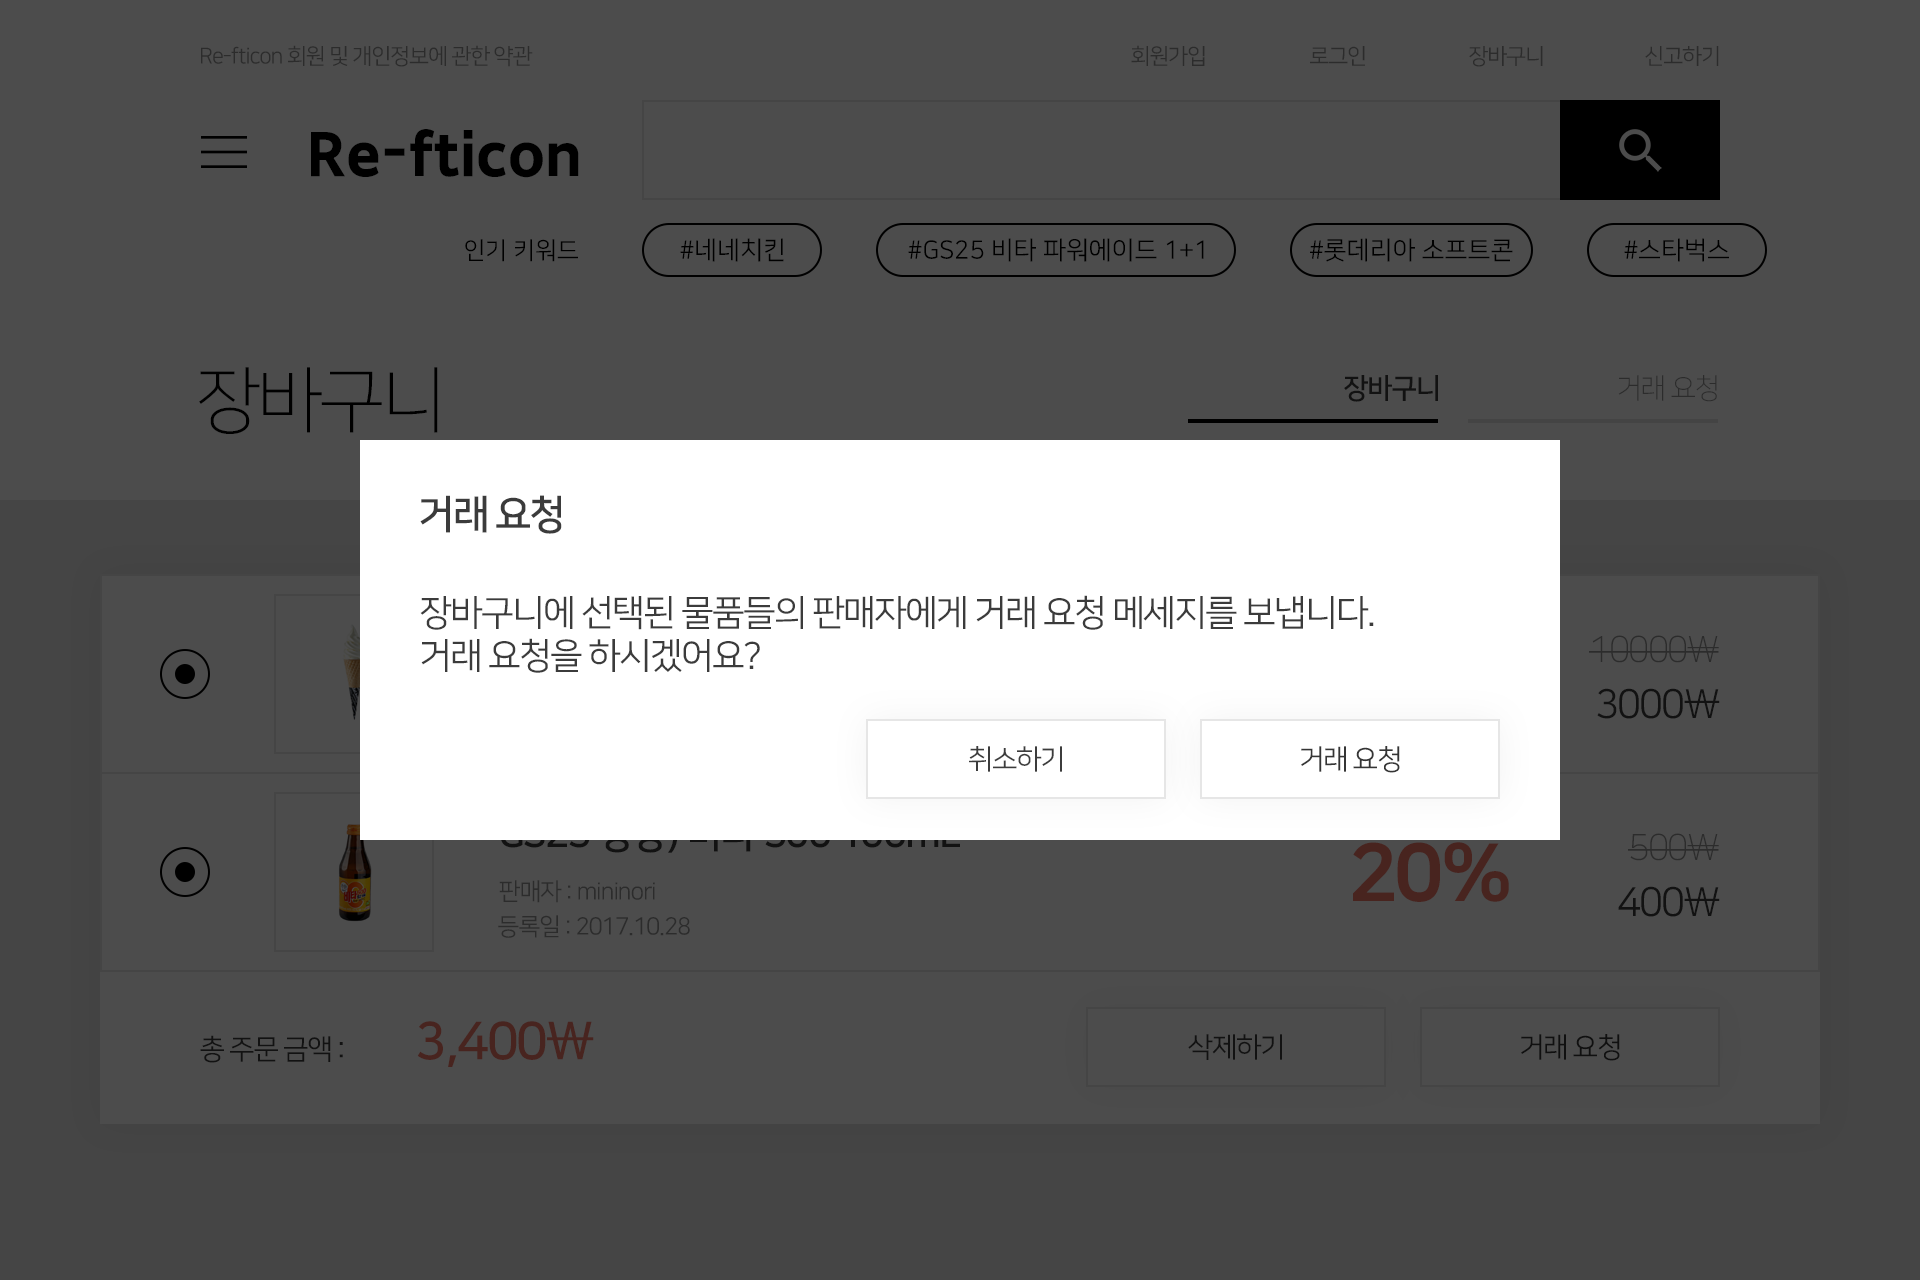 Re-fticon 회원 및 개인정보에 관한 약관
회원가입
로그인
장바구니
신고하기
Re-fticon
인기 키워드
#네네치킨
#GS25 비타 파워에이드 1+1
#롯데리아 소프트콘
#스타벅스
장바구니
장바구니
거래 요청
거래 요청
장바구니에 선택된 물품들의 판매자에게 거래 요청 메세지를 보냅니다.
거래 요청을 하시겠어요?
취소하기
거래 요청
10000₩
3000₩
판매자 : mininori
등록일 : 2017.10.28
20%
500₩
400₩
총 주문 금액 :
3,400₩
삭제하기
거래 요청